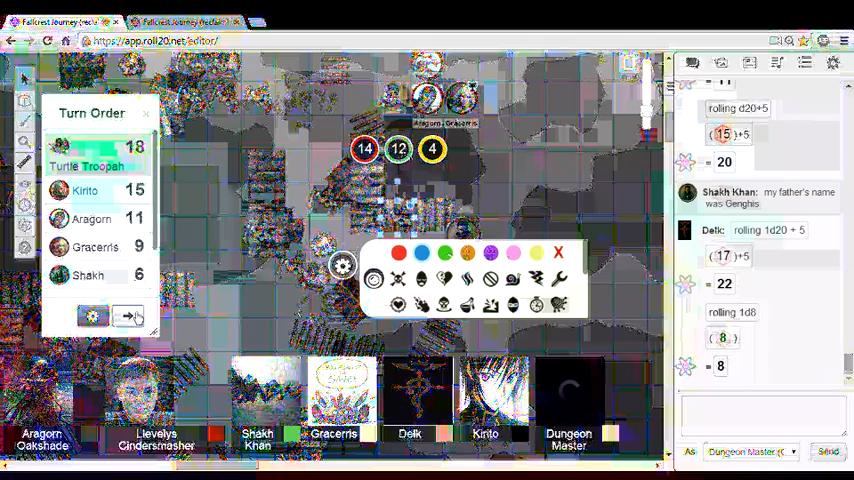 Fallcrest Journey (reclai
Fallcrest Journey (reclai
https://app.roll20.net/editor/
Turn Order
18
Turtle Troopah
Kirito 15
Aragorn 11
Gracerris 9
Shakh 6
Aragorn
Gracerris
14 12 4
X
rolling d20+5
(15)+5
= 20
Shakh Khan: my father's name
was Genghis
Delk: rolling 1d20 + 5
(17)+5
= 22
rolling 1d8
(8)
= 8
Aragorn
Oakshade
Llevelys
Cindersmasher
Shakh
Khan
Gracerris
Delk
Kirito
Dungeon
Master
As
Dungeon Master (
Send